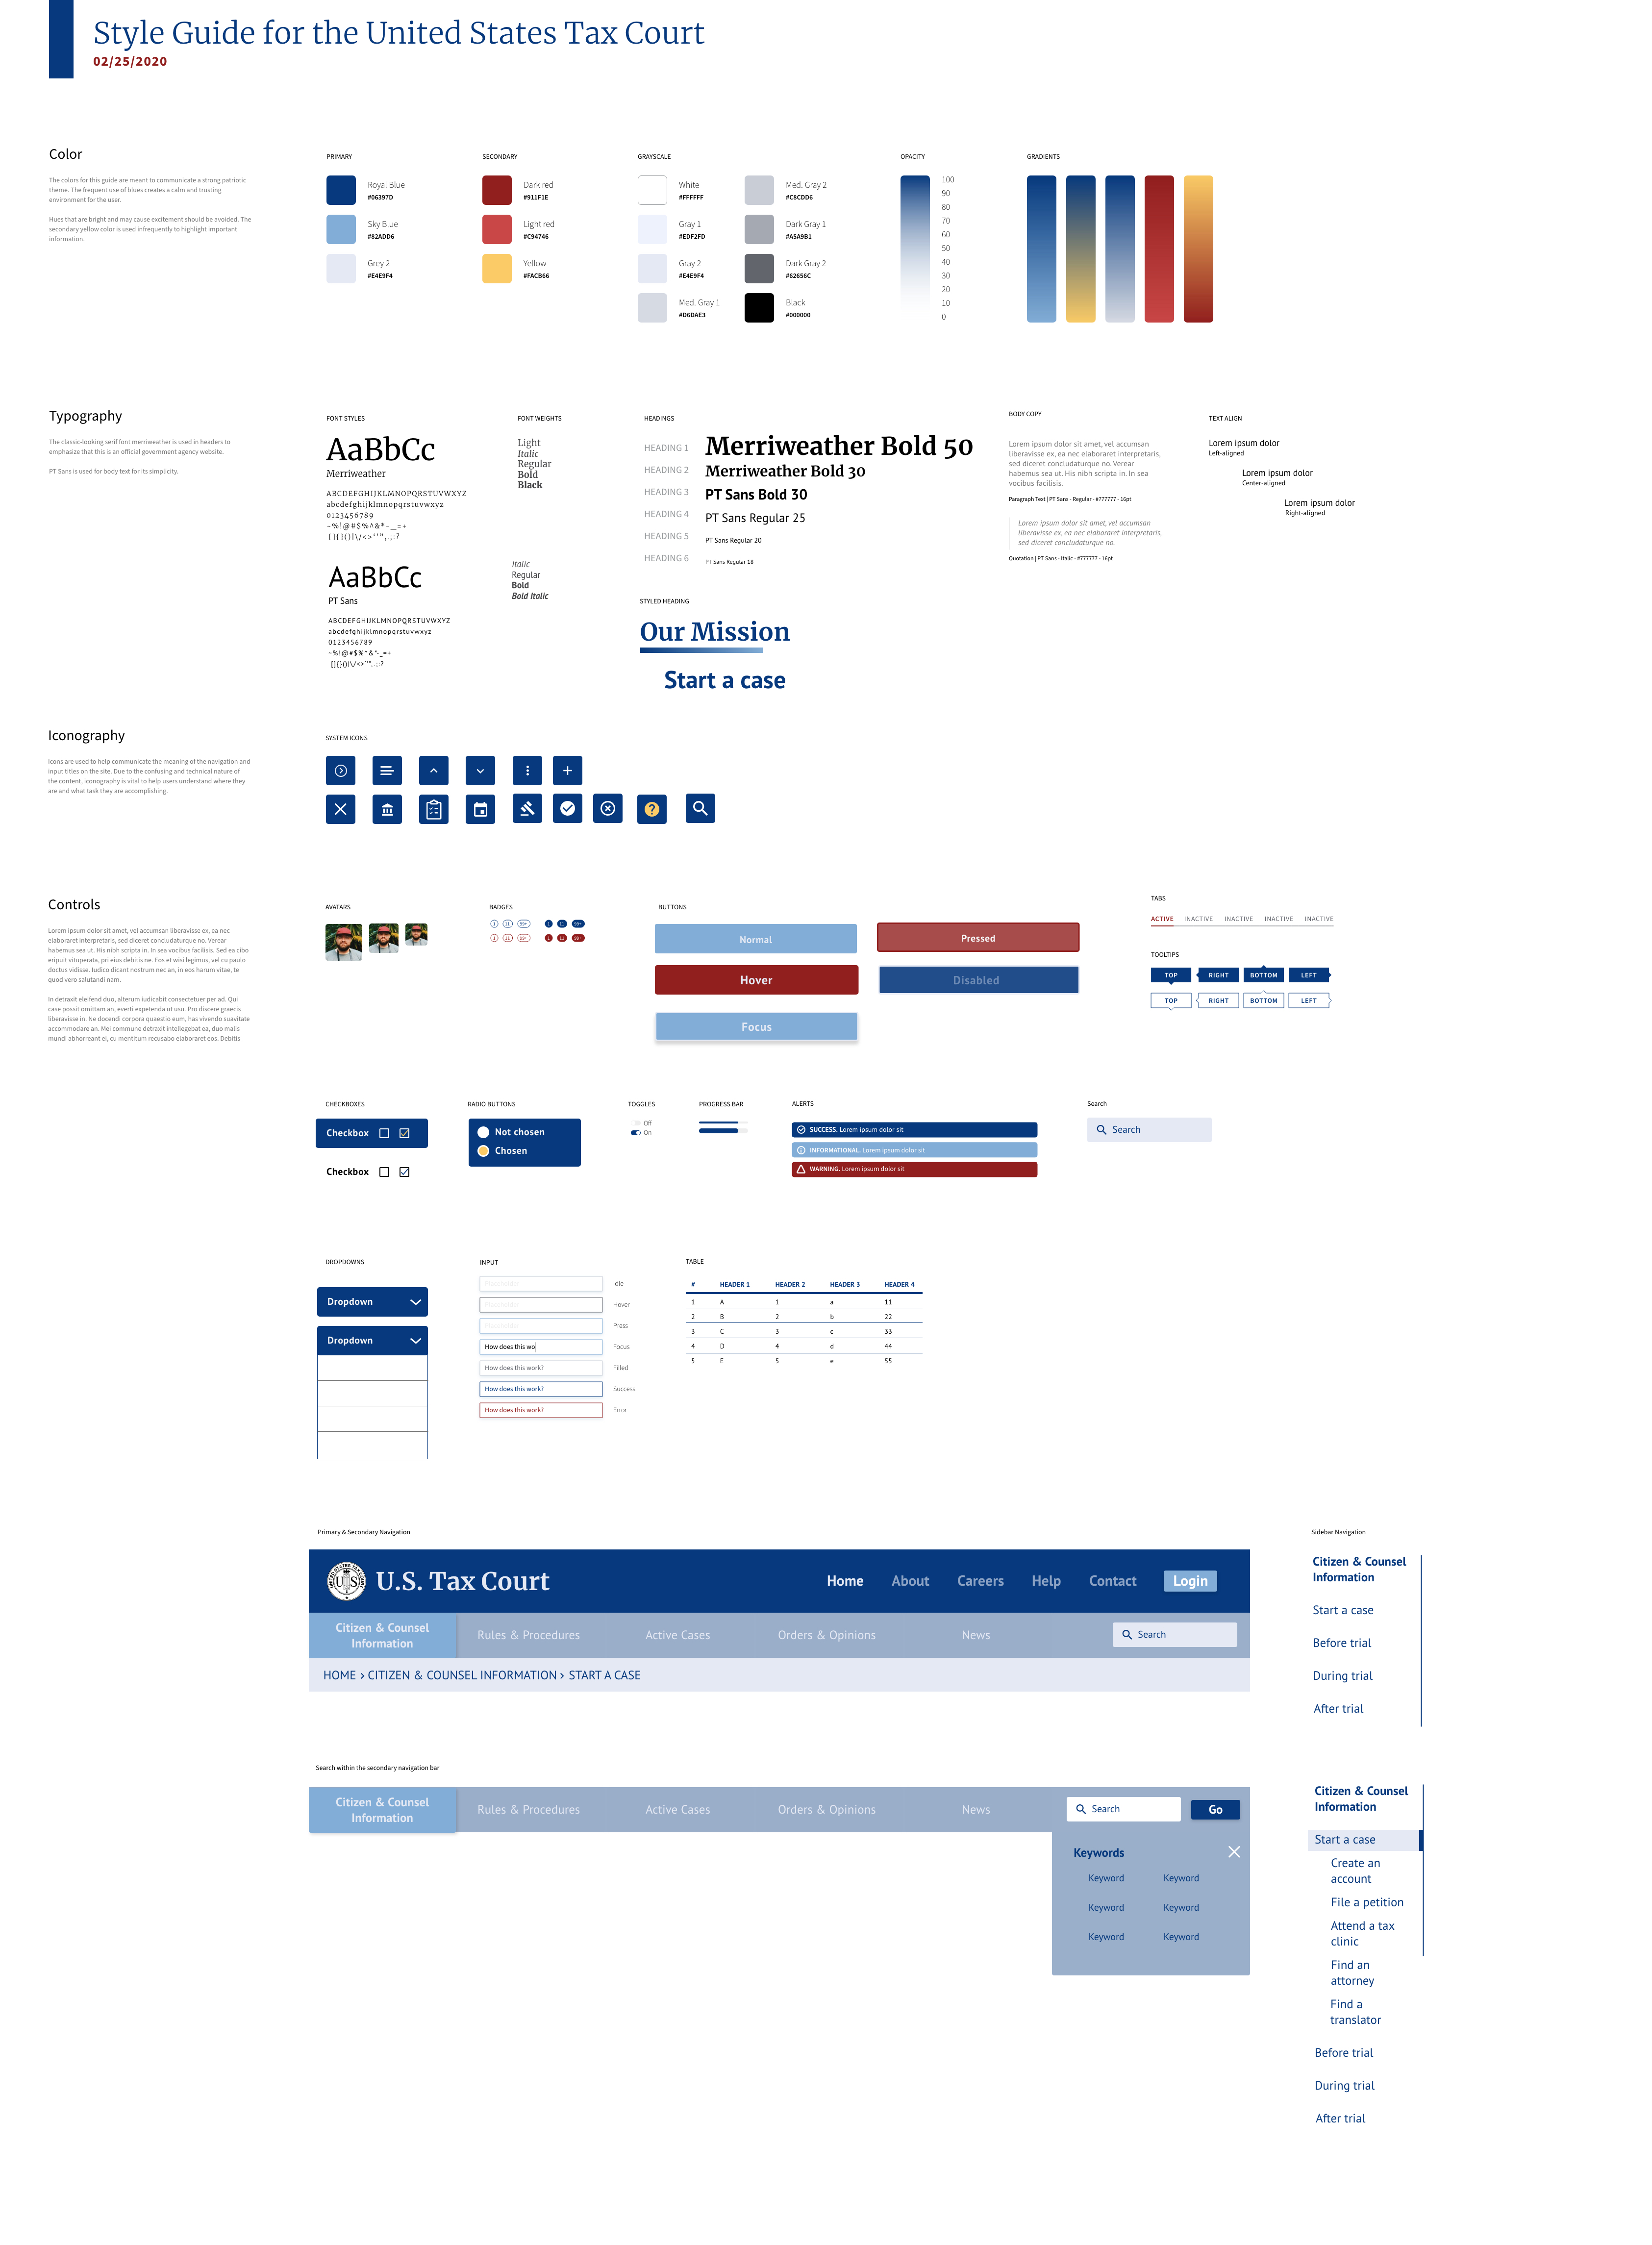 Style Guide for the United States Tax Court
02/25/2020
Color
The colors for this guide are meant to communicate a strong patriotic
theme. The frequent use of blues creates a calm and trusting
environment for the user.
Hues that are bright and may cause excitement should be avoided. The
secondary yellow color is used infrequently to highlight important
information.
PRIMARY
Royal Blue
#06397D
Sky Blue
#82ADD6
Grey 2
#E4E9F4
SECONDARY
Dark red
#911F1E
Light red
#C94746
Yellow
#FACB66
GRAYSCALE
White
#FFFFFF
Gray 1
#EDF2FD
Gray 2
#E4E9F4
Med. Gray 1
#D6DAE3
Med. Gray 2
#C8CDD6
Dark Gray 1
#A5A9B1
Dark Gray 2
#62656C
Black
#000000
OPACITY
100
90
80
70
60
50
40
30
20
10
0
GRADIENTS
Typography
The classic-looking serif font merriweather is used in headers to
emphasize that this is an official government agency website.
PT Sans is used for body text for its simplicity.
FONT STYLES
AaBbCc
Merriweather
ABCDEFGHIJKLMNOPQRSTUVWXYZ
abcdefghijklmnopqrstuvwxyz
0123456789
~%!@#$%^&*-_=+
[]{}()|\/<>‘'",.;:?
AaBbCc
PT Sans
ABCDEFGHIJKLMNOPQRSTUVWXYZ
abcdefghijklmnopqrstuvwxyz
0123456789
~%!@#$%^&*-_=+
[]{}()|\/<>‘'",.;:?
FONT WEIGHTS
Light
Italic
Regular
Bold
Black
Italic
Regular
Bold
Bold Italic
HEADINGS
HEADING 1 Merriweather Bold 50
HEADING 2 Merriweather Bold 30
HEADING 3 PT Sans Bold 30
HEADING 4 PT Sans Regular 25
HEADING 5 PT Sans Regular 20
HEADING 6 PT Sans Regular 18
STYLED HEADING
Our Mission
Start a case
BODY COPY
Lorem ipsum dolor sit amet, vel accumsan
liberavisse ex, ea nec elaboraret interpretaris,
sed diceret concludaturque no. Verear
habemus sea ut. His nibh scripta in. In sea
vocibus facilisis.
Paragraph Text | PT Sans - Regular - #777777 - 16pt
Lorem ipsum dolor sit amet, vel accumsan
liberavisse ex, ea nec elaboraret interpretaris,
sed diceret concludaturque no.
Quotation | PT Sans - Italic - #777777 - 16pt
TEXT ALIGN
Lorem ipsum dolor
Left-aligned
Lorem ipsum dolor
Center-aligned
Lorem ipsum dolor
Right-aligned
Iconography
Icons are used to help communicate the meaning of the navigation and
input titles on the site. Due to the confusing and technical nature of
the content, iconography is vital to help users understand where they
are and what task they are accomplishing.
SYSTEM ICONS
Controls
Lorem ipsum dolor sit amet, vel accumsan liberavisse ex, ea nec
elaboraret interpretaris, sed diceret concludaturque no. Verear
habemus sea ut. His nibh scripta in. In sea vocibus facilisis. Sed ea cibo
eripuit vituperata, pri eius debitis ne. Eos et wisi legimus, vel cu paulo
doctus vidisse. Iudico dicant nostrum nec an, in eos harum vitae, te
quod vero salutandi nam.
In detraxit eleifend duo, alterum iudicabit consectetuer per ad. Qui
case possit omittam an, everti expetenda ut usu. Pro discere graecis
liberavisse in. Ne docendi corpora quaestio eum, has vivendo suavitate
accommodare an. Mei commune detraxit intellegebat ea, duo malis
mundi abhorreant ei, cu mentitum recusabo elaboraret eos. Debitis
AVATARS
BADGES
1 11 99+ 1 11 99+
1 11 99+ 1 11 99+
BUTTONS
Normal
Pressed
Hover
Disabled
Focus
TABS
ACTIVE INACTIVE INACTIVE INACTIVE INACTIVE
TOOLTIPS
TOP RIGHT BOTTOM LEFT
TOP RIGHT BOTTOM LEFT
CHECKBOXES
Checkbox
Checkbox
RADIO BUTTONS
Not chosen
Chosen
TOGGLES
Off
On
PROGRESS BAR
ALERTS
SUCCESS. Lorem ipsum dolor sit
INFORMATIONAL. Lorem ipsum dolor sit
WARNING. Lorem ipsum dolor sit
Search
Search
DROPDOWNS
Dropdown
Dropdown
INPUT
Idle
Hover
Press
How does this wo Focus
How does this work? Filled
How does this work? Success
How does this work? Error
TABLE
# HEADER 1 HEADER 2 HEADER 3 HEADER 4
1 A 1 a 11
2 B 2 b 22
3 C 3 c 33
4 D 4 d 44
5 E 5 e 55
Primary & Secondary Navigation
U.S. Tax Court
Home About Careers Help Contact Login
Citizen & Counsel
Information
Rules & Procedures Active Cases Orders & Opinions News Search
HOME > CITIZEN & COUNSEL INFORMATION > START A CASE
Sidebar Navigation
Citizen & Counsel
Information
Start a case
Before trial
During trial
After trial
Search within the secondary navigation bar
Citizen & Counsel
Information
Rules & Procedures Active Cases Orders & Opinions News Search Go
Keywords
Keyword Keyword
Keyword Keyword
Keyword Keyword
Citizen & Counsel
Information
Start a case
Create an
account
File a petition
Attend a tax
clinic
Find an
attorney
Find a
translator
Before trial
During trial
After trial